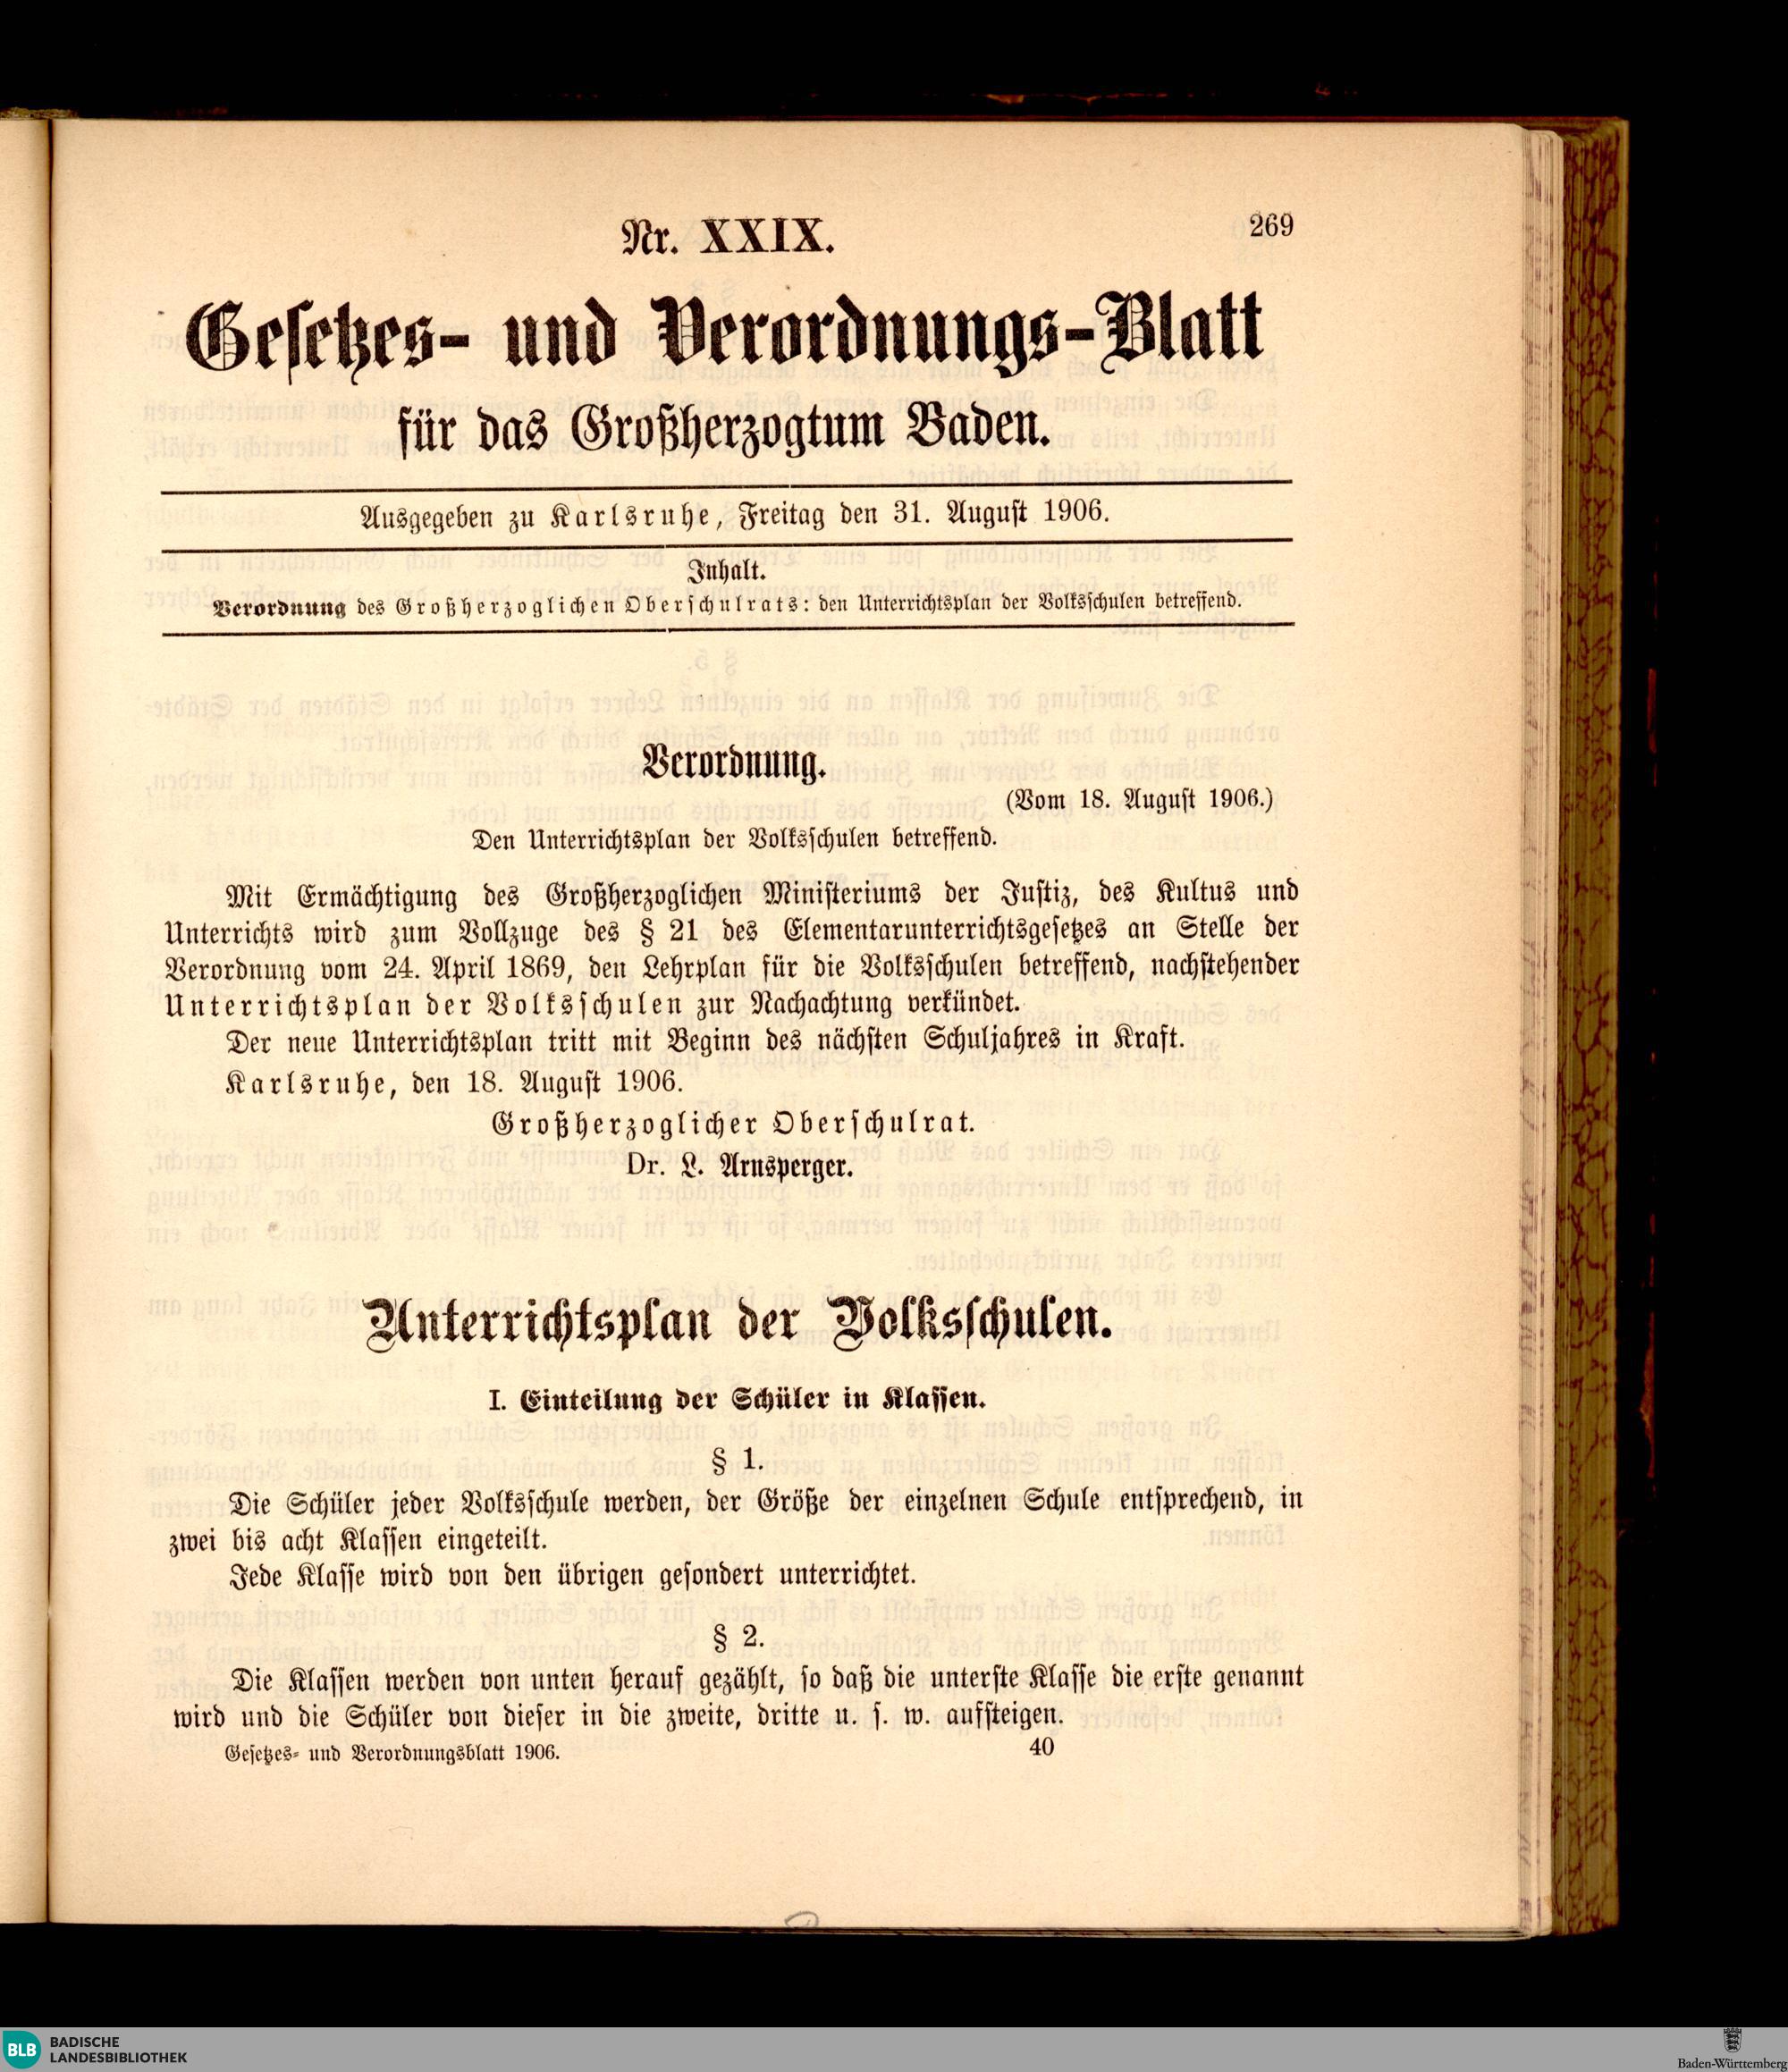 269
Nr. XXIX.
Gesetzes- und Verordnungs-Blatt
für das Großherzogtum Baden.
Ausgegeben zu Karlsruhe, Freitag den 31. August 1906.
Inhalt.
Verordnung des Großherzoglichen Oberschulrats: den Unterrichtsplan der Volksschulen betreffend.
Verordnung.
(Vom 18. August 1906.)
Den Unterrichtsplan der Volksschulen betreffend.
Mit Ermächtigung des Großherzoglichen Ministeriums der Justiz, des Kultus und
Unterrichts wird zum Vollzuge des § 21 des Elementarunterrichtsgesetzes an Stelle der
Verordnung vom 24. April 1869, den Lehrplan für die Volksschulen betreffend, nachstehender
Unterrichtsplan der Volksschulen zur Nachachtung verkündet.
Der neue Unterrichtsplan tritt mit Beginn des nächsten Schuljahres in Kraft.
Karlsruhe, den 18. August 1906.
Großherzoglicher Oberschulrat.
Dr. L. Arnsperger.
Unterrichtsplan der Volksschulen.
I. Einteilung der Schüler in Klassen.
§ 1.
Die Schüler jeder Volksschule werden, der Größe der einzelnen Schule entsprechend, in
zwei bis acht Klassen eingeteilt.
Jede Klasse wird von den übrigen gesondert unterrichtet.
§ 2.
Die Klassen werden von unten herauf gezählt, so daß die unterste Klasse die erste genannt
wird und die Schüler von dieser in die zweite, dritte u. s. w. aufsteigen.
Gesetzes- und Verordnungsblatt 1906. 40
BLB BADISCHE
LANDESBIBLIOTHEK
Baden-Württemberg